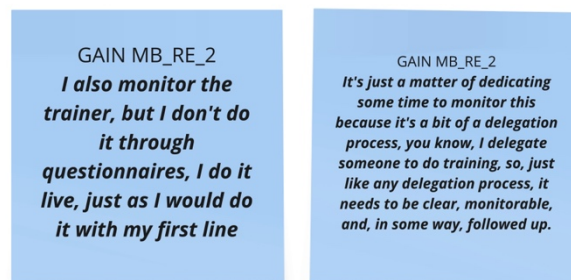 GAIN MB_RE_2
I also monitor the
trainer, but I don't do
it through
questionnaires, I do it
live, just as I would do
it with my first line
GAIN MB_RE_2
It's just a matter of dedicating
some time to monitor this
because it's a bit of a delegation
process, you know, I delegate
someone to do training, so, just
like any delegation process, it
needs to be clear, monitorable,
and, in some way, followed up.